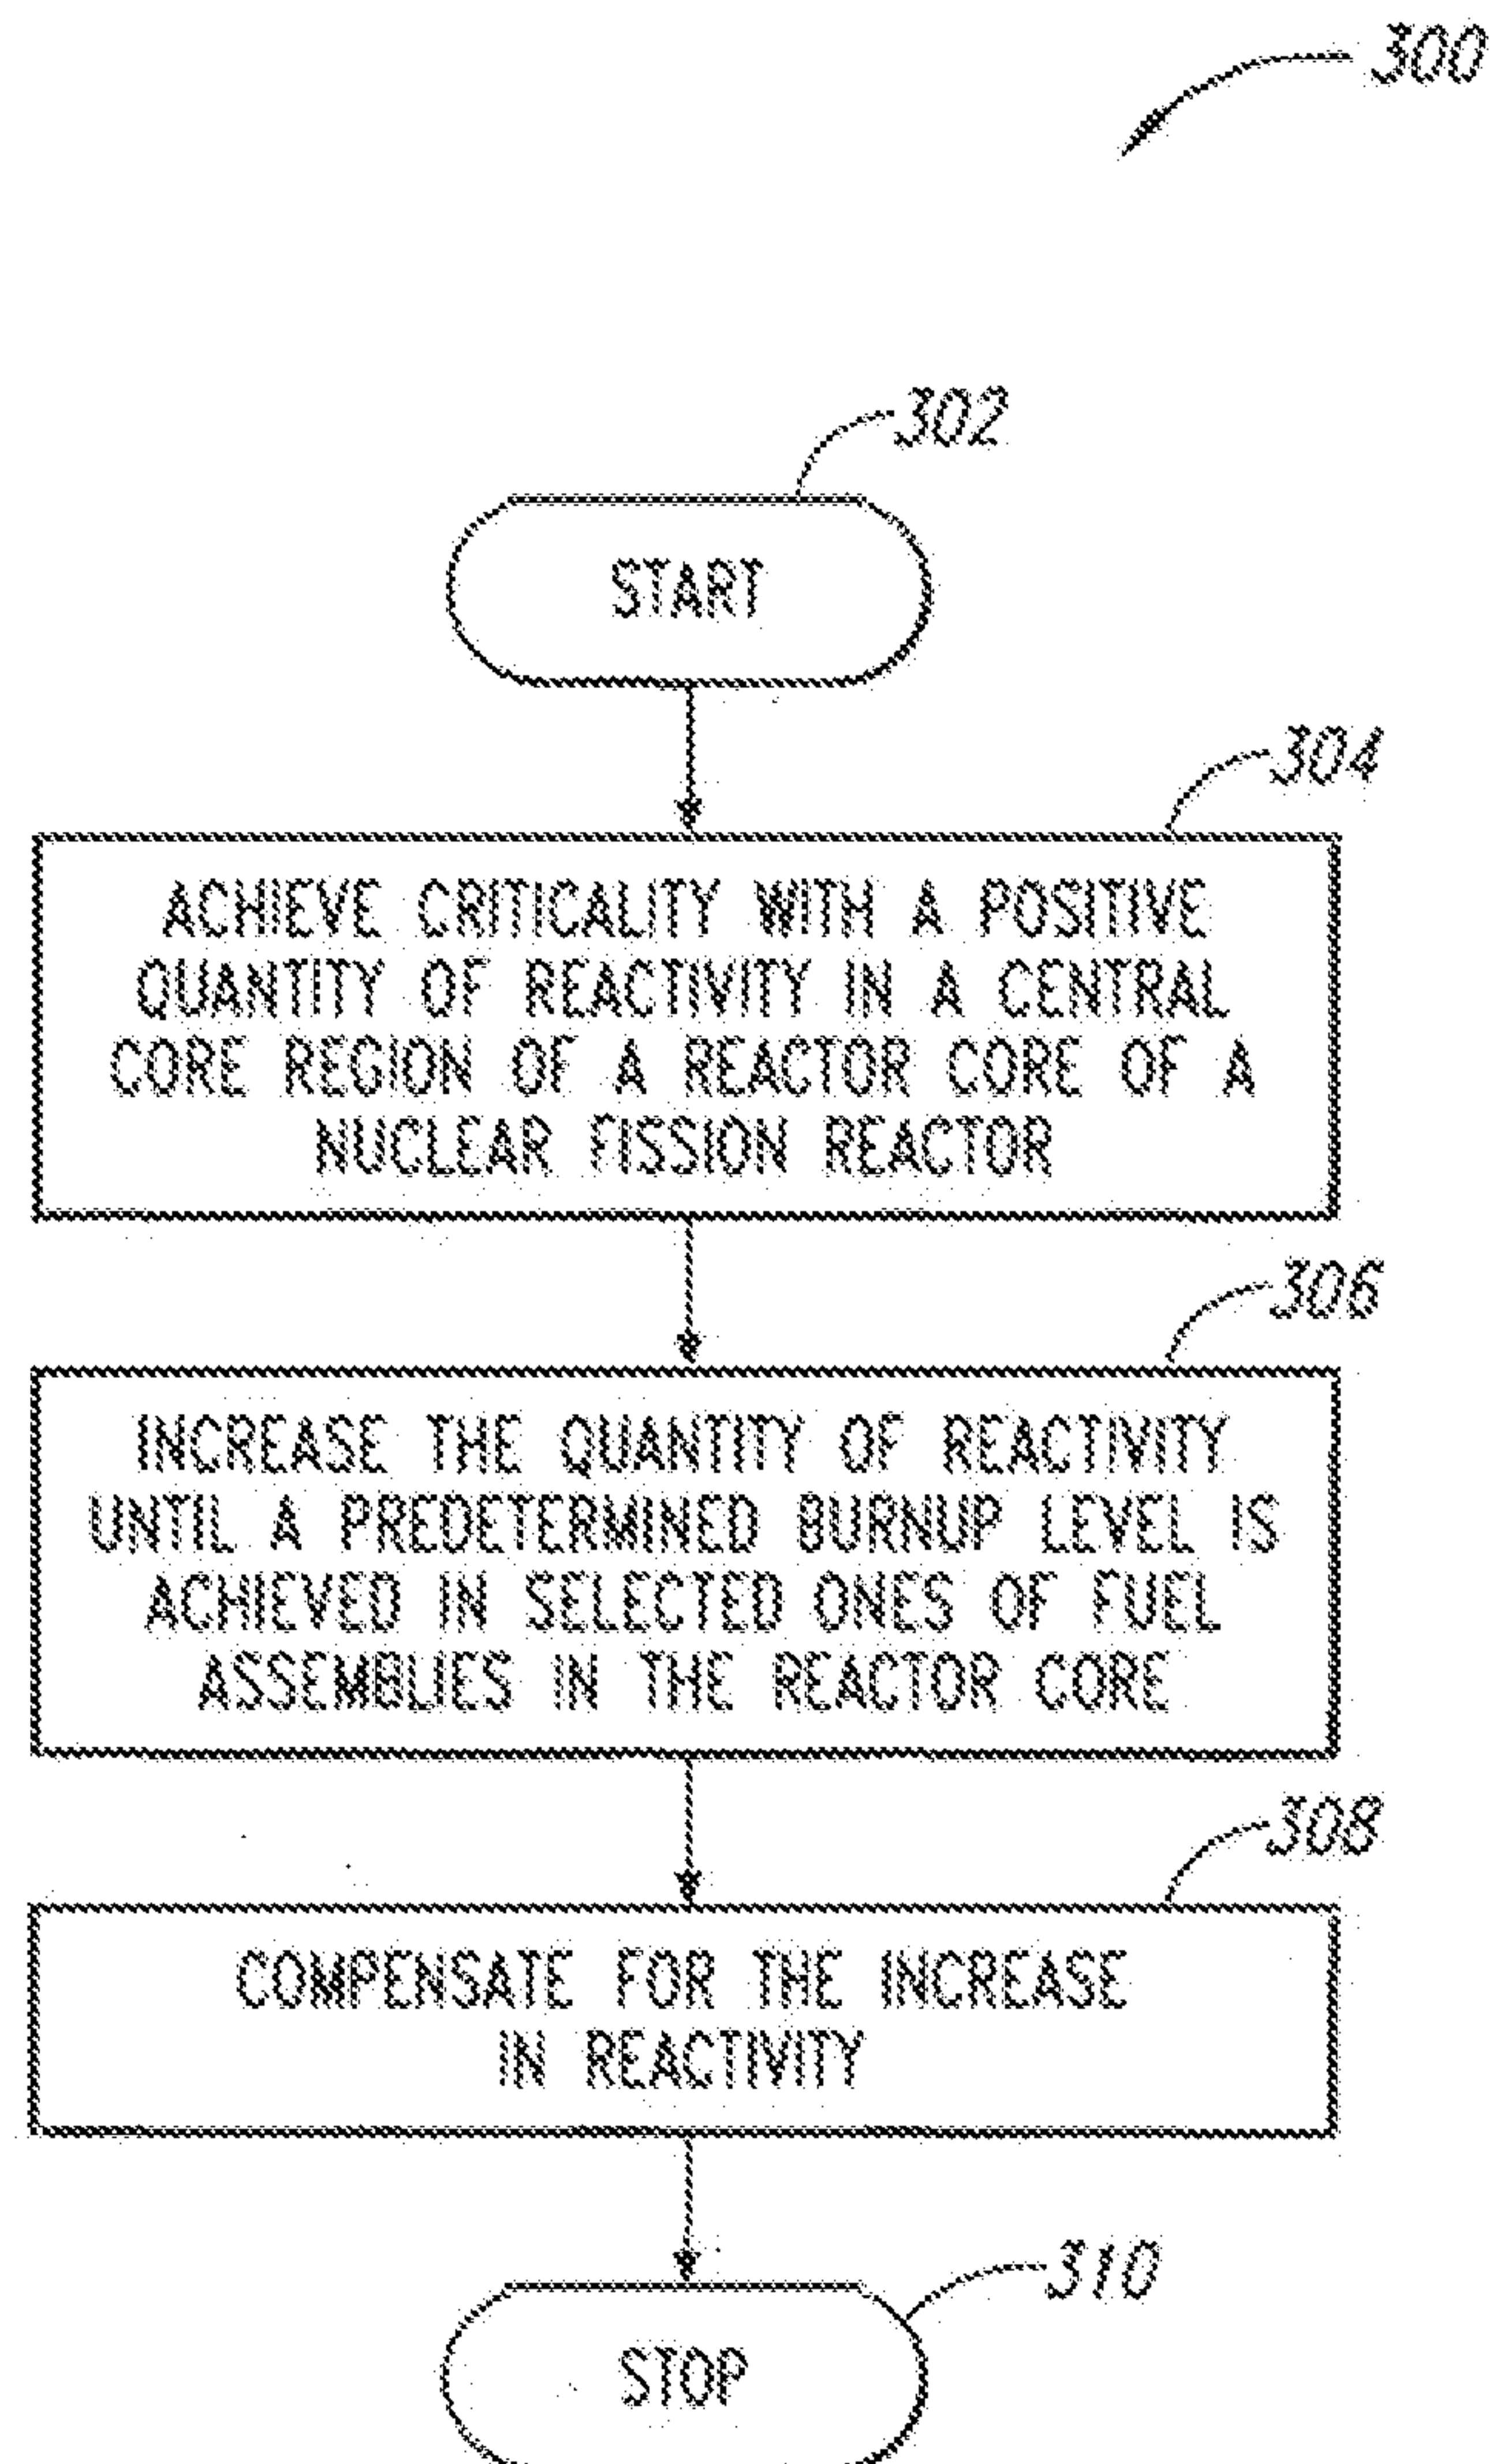 300
302
START
304
ACHIEVE CRITICALITY WITH A POSITIVE
QUANTITY OF REACTIVITY IN A CENTRAL
CORE REGION OF A REACTOR CORE OF A
NUCLEAR FISSION REACTOR
306
INCREASE THE QUANTITY OF REACTIVITY
UNTIL A PREDETERMINED BURNUP LEVEL IS
ACHIEVED IN SELECTED ONES OF FUEL
ASSEMBLIES IN THE REACTOR CORE
308
COMPENSATE FOR THE INCREASE
IN REACTIVITY
310
STOP